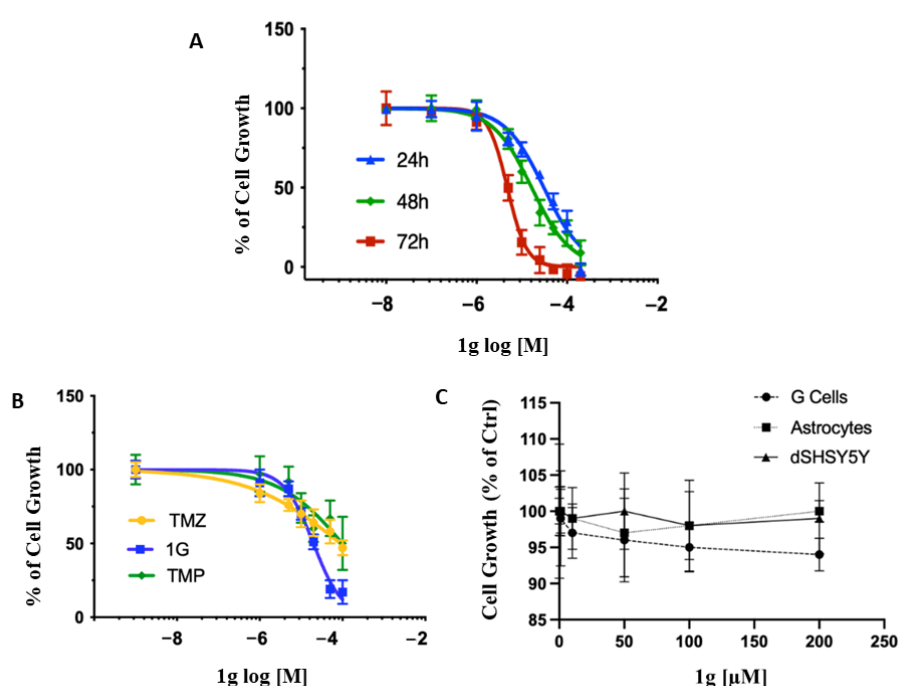 A
150
100
50
0
% of Cell Growth
24h
48h
72h
−8
−6
−4
−2
1g log [M]
B
150
100
50
0
% of Cell Growth
TMZ
1G
TMP
−8
−6
−4
−2
1g log [M]
C
115
110
105
100
95
90
85
Cell Growth (% of Ctrl)
G Cells
Astrocytes
dSHSY5Y
0
50
100
150
200
250
1g [µM]